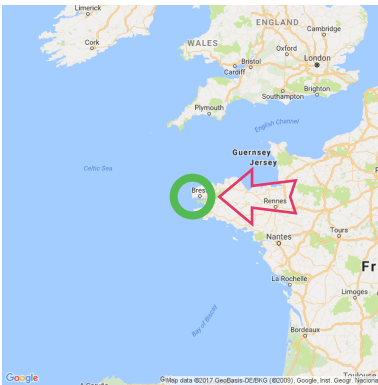 Limerick
Cork
ENGLAND
Cambridge
WALES
Oxford
London
Bristol
Cardiff
Southampton
Brighton
Plymouth
English Channel
Guernsey
Jersey
Celtic Sea
Brest
Rennes
Nantes
Tours
Fr
La Rochelle
Limoges
Bay of Biscay
Bordeaux
Toulouse
Google
Map data ©2017 GeoBasis-DE/BKG (©2009), Google, Inst. Geogr. Naciona